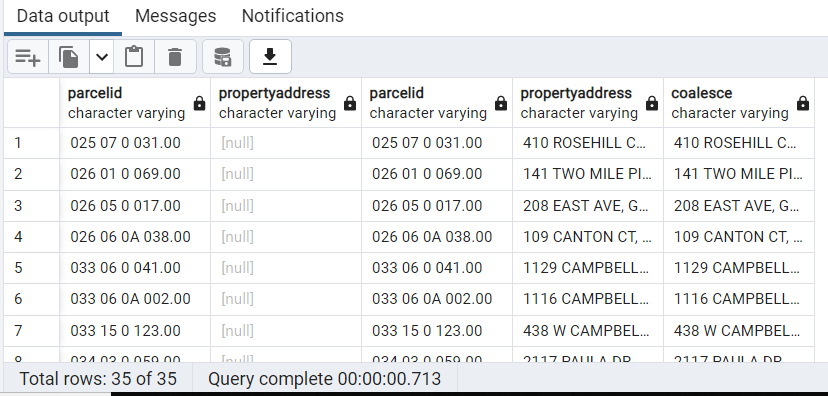 Data output Messages Notifications
parcelid propertyaddress parcelid propertyaddress coalesce
character varying character varying character varying character varying character varying
1 025 07 0 031.00 [null] 025 07 0 031.00 410 ROSEHILL C... 410 ROSEHILL C...
2 026 01 0 069.00 [null] 026 01 0 069.00 141 TWO MILE PI... 141 TWO MILE PI...
3 026 05 0 017.00 [null] 026 05 0 017.00 208 EAST AVE, G... 208 EAST AVE, G...
4 026 06 0A 038.00 [null] 026 06 0A 038.00 109 CANTON CT, ... 109 CANTON CT, ...
5 033 06 0 041.00 [null] 033 06 0 041.00 1129 CAMPBELL... 1129 CAMPBELL...
6 033 06 0A 002.00 [null] 033 06 0A 002.00 1116 CAMPBELL... 1116 CAMPBELL...
7 033 15 0 123.00 [null] 033 15 0 123.00 438 W CAMPBEL... 438 W CAMPBEL...
8 034 03 0 059.00 [null] 034 03 0 059.00 2117 PAULA DR 2117 PAULA DR
Total rows: 35 of 35 Query complete 00:00:00.713